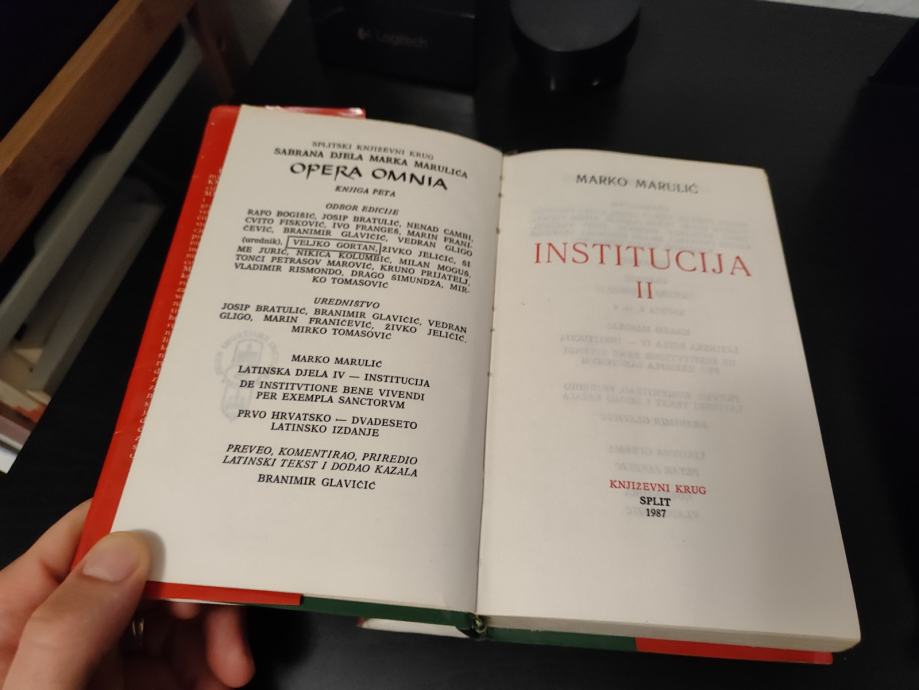 Logitech
SPLITSKI KNJIŽEVNI KRUG
SABRANA DJELA MARKA MARULIĆA
OPERA OMNIA
KNJIGA PETA
ODBOR EDICIJE
RAFO BOGIŠIĆ, JOSIP BRATULIĆ, NENAD CAMBI,
CVITO FISKOVIĆ, IVO FRANGEŠ, MARIN FRANI-
ČEVIĆ, BRANIMIR GLAVIČIĆ, VEDRAN GLIGO
(urednik), VELJKO GORTAN, ŽIVKO JELIČIĆ, ŠI
ME JURIĆ, NIKICA KOLUMBIĆ, MILAN MOGUŠ,
TONĆI PETRASOV MAROVIĆ, KRUNO PRIJATELJ,
VLADIMIR RISMONDO, DRAGO ŠIMUNDŽA, MIR-
KO TOMASOVIĆ
UREDNIŠTVO
JOSIP BRATULIĆ, BRANIMIR GLAVIČIĆ, VEDRAN
GLIGO, MARIN FRANIČEVIĆ, ŽIVKO JELIČIĆ,
MIRKO TOMASOVIĆ
MARKO MARULIĆ
LATINSKA DJELA IV — INSTITUCIJA
DE INSTITVTIONE BENE VIVENDI
PER EXEMPLA SANCTORVM
PRVO HRVATSKO — DVADESETO
LATINSKO IZDANJE
PREVEO, KOMENTIRAO, PRIREDIO
LATINSKI TEKST I DODAO KAZALA
BRANIMIR GLAVIČIĆ
MARKO MARULIĆ
INSTITUCIJA
II
KNJIŽEVNI KRUG
SPLIT
1987